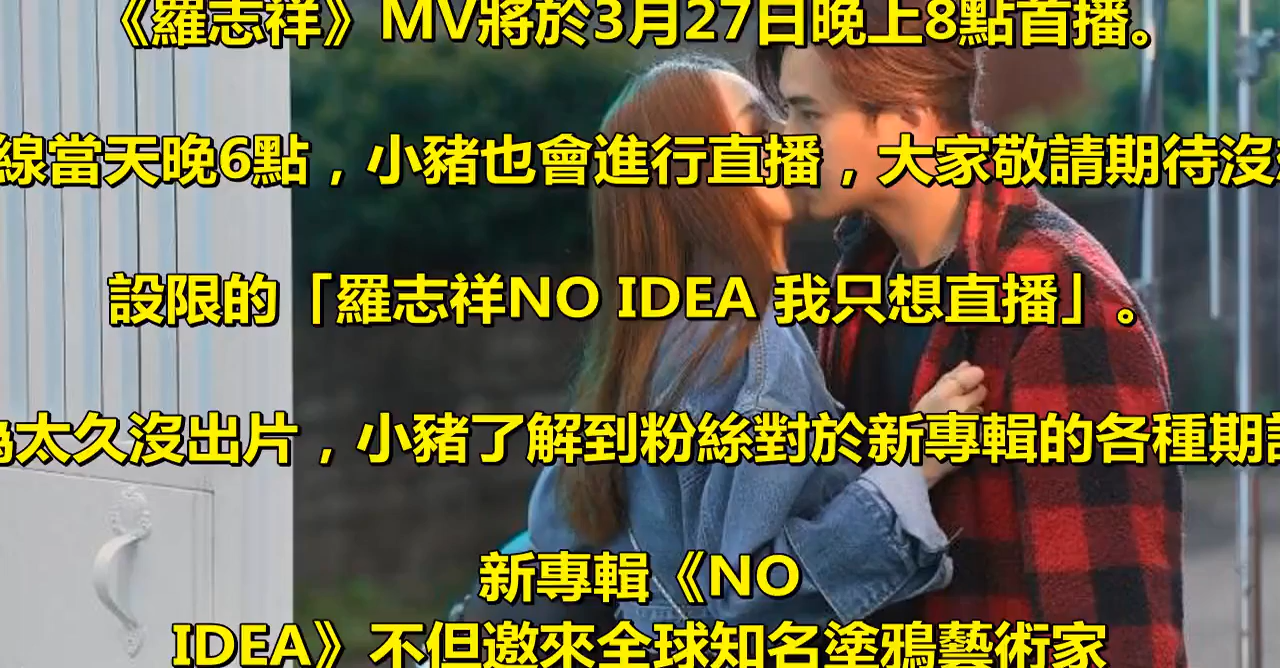 《羅志祥》MV將於3月27日晚上8點首播。
線當天晚6點，小豬也會進行直播，大家敬請期待沒
設限的「羅志祥NO IDEA 我只想直播」。
太久沒出片，小豬了解到粉絲對於新專輯的各種期
新專輯《NO
IDEA》不但邀來全球知名塗鴉藝術家